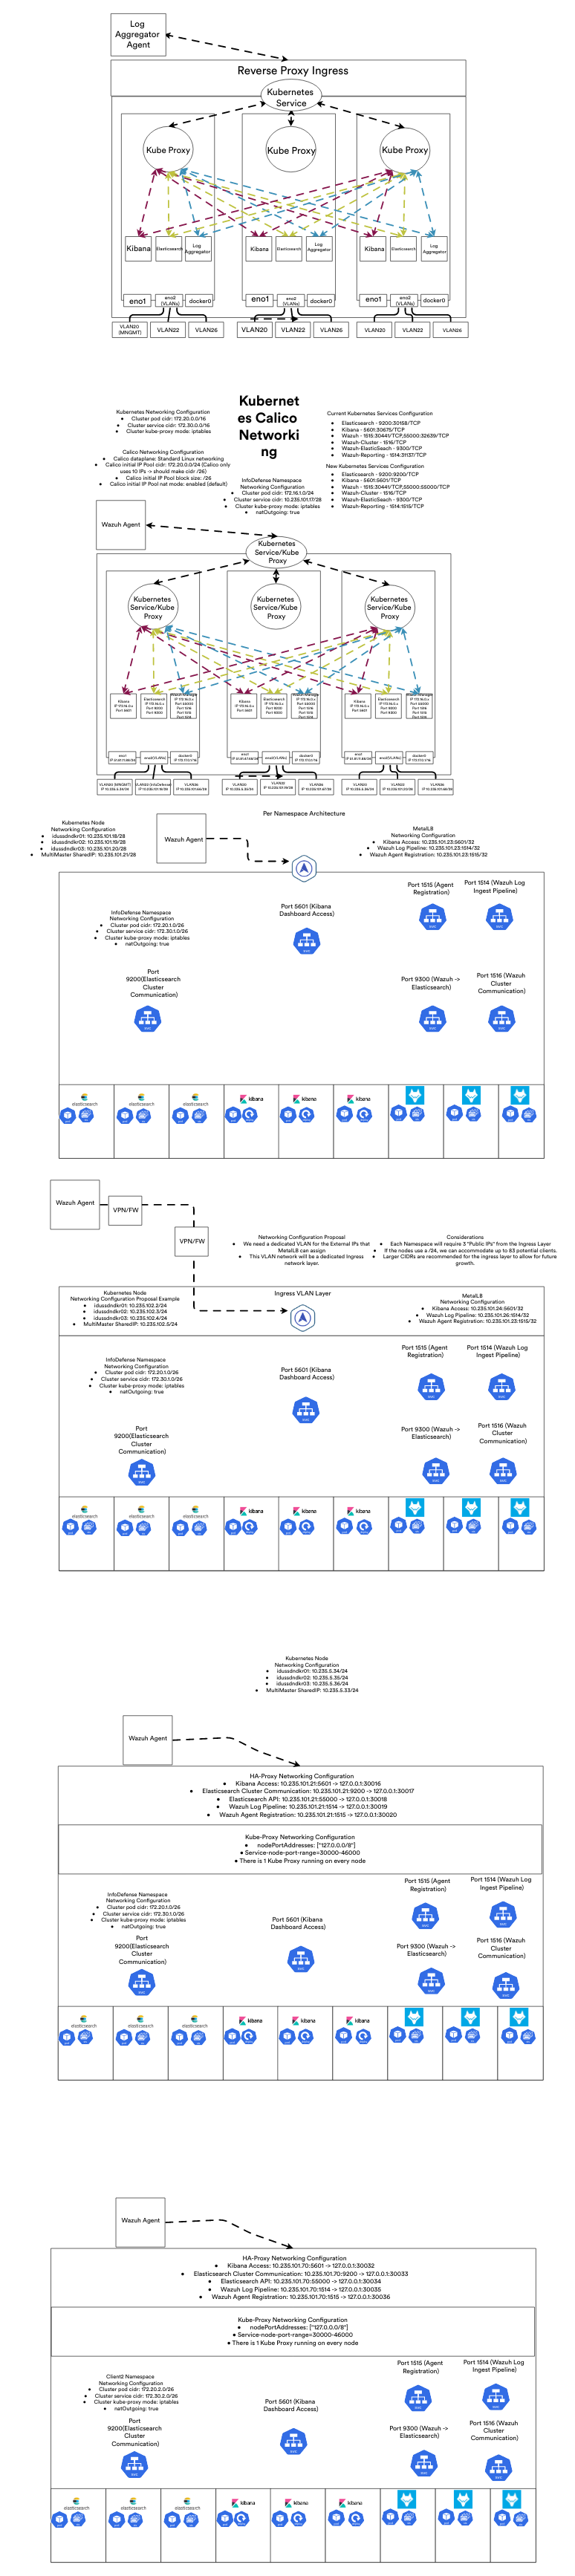 Log
Aggregator
Agent
Reverse Proxy Ingress
Kubernetes
Service
Kube Proxy
Kube Proxy
Kube Proxy
Kibana
Elasticsearch
Log
Aggregator
Kibana
Elasticsearch
Log
Aggregator
Kibana
Elasticsearch
Log
Aggregator
eno1
eno2
(VLANs)
docker0
eno1
eno2
(VLANs)
docker0
eno1
eno2
(VLANs)
docker0
VLAN20
(MNGMT)
VLAN22
VLAN26
VLAN20
VLAN22
VLAN26
VLAN20
VLAN22
VLAN26
Kubernet
es Calico
Networki
ng
Kubernetes Networking Configuration
• Cluster pod cidr: 172.20.0.0/16
• Cluster service cidr: 172.30.0.0/16
• Cluster kube-proxy mode: iptables
Calico Networking Configuration
• Calico dataplane: Standard Linux networking
• Calico initial IP Pool cidr: 172.20.0.0/24 (Calico only
uses 10 IPs -> should make cidr /26)
• Calico initial IP Pool block size: /26
• Calico initial IP Pool nat mode: enabled (default)
InfoDefense Namespace
Networking Configuration
• Cluster pod cidr: 172.16.1.0/24
• Cluster service cidr: 10.235.101.17/28
• Cluster kube-proxy mode: iptables
• natOutgoing: true
Current Kubernetes Services Configuration
• Elasticsearch - 9200:30158/TCP
• Kibana - 5601:30675/TCP
• Wazuh - 1515:30441/TCP,55000:32639/TCP
• Wazuh-Cluster - 1516/TCP
• Wazuh-ElasticSeach - 9300/TCP
• Wazuh-Reporting - 1514:31137/TCP
New Kubernetes Services Configuration
• Elasticsearch - 9200:9200/TCP
• Kibana - 5601:5601/TCP
• Wazuh - 1515:30441/TCP,55000:55000/TCP
• Wazuh-Cluster - 1516/TCP
• Wazuh-ElasticSeach - 9300/TCP
• Wazuh-Reporting - 1514:1515/TCP
Wazuh Agent
Kubernetes
Service/Kube
Proxy
Kubernetes
Service/Kube
Proxy
Kubernetes
Service/Kube
Proxy
Kubernetes
Service/Kube
Proxy
Kibana
Port 5601
Elasticsearch
Port 9200
Port 9300
Kibana
Port 5601
Elasticsearch
Port 9200
Port 9300
Kibana
Port 5601
Elasticsearch
Port 9200
Port 9300
eno1
eno2(VLANs)
docker0
eno1
eno2(VLANs)
docker0
eno1
eno2(VLANs)
docker0
Per Namespace Architecture
Kubernetes Node
Networking Configuration
• idussdndkr01: 10.235.101.18/28
• idussdndkr02: 10.235.101.19/28
• idussdndkr03: 10.235.101.20/28
• MultiMaster SharedIP: 10.235.101.21/28
Wazuh Agent
MetalLB
Networking Configuration
• Kibana Access: 10.235.101.23:5601/32
• Wazuh Log Pipeline: 10.235.101.23:1514/32
• Wazuh Agent Registration: 10.235.101.23:1515/32
InfoDefense Namespace
Networking Configuration
• Cluster pod cidr: 172.20.1.0/26
• Cluster service cidr: 172.30.1.0/26
• Cluster kube-proxy mode: iptables
• natOutgoing: true
Port 5601 (Kibana
Dashboard Access)
Port 1515 (Agent
Registration)
Port 1514 (Wazuh Log
Ingest Pipeline)
Port
9200(Elasticsearch
Cluster
Communication)
Port 9300 (Wazuh ->
Elasticsearch)
Port 1516 (Wazuh
Cluster
Communication)
elasticsearch
elasticsearch
elasticsearch
kibana
kibana
kibana
Wazuh Agent
VPN/FW
VPN/FW
Networking Configuration Proposal
• We need a dedicated VLAN for the External IPs that
MetalLB can assign
• This VLAN network will be a dedicated Ingress
network layer.
Considerations
• Each Namespace will require 3 "Public IPs" from the Ingress Layer
• If the nodes use a /24, we can accommodate up to 83 potential clients.
• Larger CIDRs are recommended for the ingress layer to allow for future
growth.
Kubernetes Node
Networking Configuration Proposal Example
• idussdndkr01: 10.235.102.2/24
• idussdndkr02: 10.235.102.3/24
• idussdndkr03: 10.235.102.4/24
• MultiMaster SharedIP: 10.235.102.5/24
Ingress VLAN Layer
MetalLB
Networking Configuration
• Kibana Access: 10.235.101.24:5601/32
• Wazuh Log Pipeline: 10.235.101.26:1514/32
• Wazuh Agent Registration: 10.235.101.23:1515/32
InfoDefense Namespace
Networking Configuration
• Cluster pod cidr: 172.20.1.0/26
• Cluster service cidr: 172.30.1.0/26
• Cluster kube-proxy mode: iptables
• natOutgoing: true
Port 5601 (Kibana
Dashboard Access)
Port 1515 (Agent
Registration)
Port 1514 (Wazuh Log
Ingest Pipeline)
Port
9200(Elasticsearch
Cluster
Communication)
Port 9300 (Wazuh ->
Elasticsearch)
Port 1516 (Wazuh
Cluster
Communication)
elasticsearch
elasticsearch
elasticsearch
kibana
kibana
kibana
Kubernetes Node
Networking Configuration
• idussdndkr01: 10.235.5.34/24
• idussdndkr02: 10.235.5.35/24
• idussdndkr03: 10.235.5.36/24
• MultiMaster SharedIP: 10.235.5.33/24
Wazuh Agent
HA-Proxy Networking Configuration
• Kibana Access: 10.235.101.21:5601 -> 127.0.0.1:30016
• Elasticsearch Cluster Communication: 10.235.101.21:9200 -> 127.0.0.1:30017
• Elasticsearch API: 10.235.101.21:55000 -> 127.0.0.1:30018
• Wazuh Log Pipeline: 10.235.101.21:1514 -> 127.0.0.1:30019
• Wazuh Agent Registration: 10.235.101.21:1515 -> 127.0.0.1:30020
Kube-Proxy Networking Configuration
• nodePortAddresses: ["127.0.0.0/8"]
• Service-node-port-range=30000-46000
• There is 1 Kube Proxy running on every node
InfoDefense Namespace
Networking Configuration
• Cluster pod cidr: 172.20.1.0/26
• Cluster service cidr: 172.30.1.0/26
• Cluster kube-proxy mode: iptables
• natOutgoing: true
Port
9200(Elasticsearch
Cluster
Communication)
Port 5601 (Kibana
Dashboard Access)
Port 1515 (Agent
Registration)
Port 1514 (Wazuh Log
Ingest Pipeline)
Port 9300 (Wazuh ->
Elasticsearch)
Port 1516 (Wazuh
Cluster
Communication)
elasticsearch
elasticsearch
elasticsearch
kibana
kibana
kibana
Wazuh Agent
HA-Proxy Networking Configuration
• Kibana Access: 10.235.101.70:5601 -> 127.0.0.1:30032
• Elasticsearch Cluster Communication: 10.235.101.70:9200 -> 127.0.0.1:30033
• Elasticsearch API: 10.235.101.70:55000 -> 127.0.0.1:30034
• Wazuh Log Pipeline: 10.235.101.70:1514 -> 127.0.0.1:30035
• Wazuh Agent Registration: 10.235.101.70:1515 -> 127.0.0.1:30036
Kube-Proxy Networking Configuration
• nodePortAddresses: ["127.0.0.0/8"]
• Service-node-port-range=30000-46000
• There is 1 Kube Proxy running on every node
Client2 Namespace
Networking Configuration
• Cluster pod cidr: 172.20.2.0/26
• Cluster service cidr: 172.30.2.0/26
• Cluster kube-proxy mode: iptables
natOutgoing: true
Port
9200(Elasticsearch
Cluster
Communication)
Port 5601 (Kibana
Dashboard Access)
Port 1515 (Agent
Registration)
Port 1514 (Wazuh Log
Ingest Pipeline)
Port 9300 (Wazuh ->
Elasticsearch)
Port 1516 (Wazuh
Cluster
Communication)
elasticsearch
elasticsearch
elasticsearch
kibana
kibana
kibana